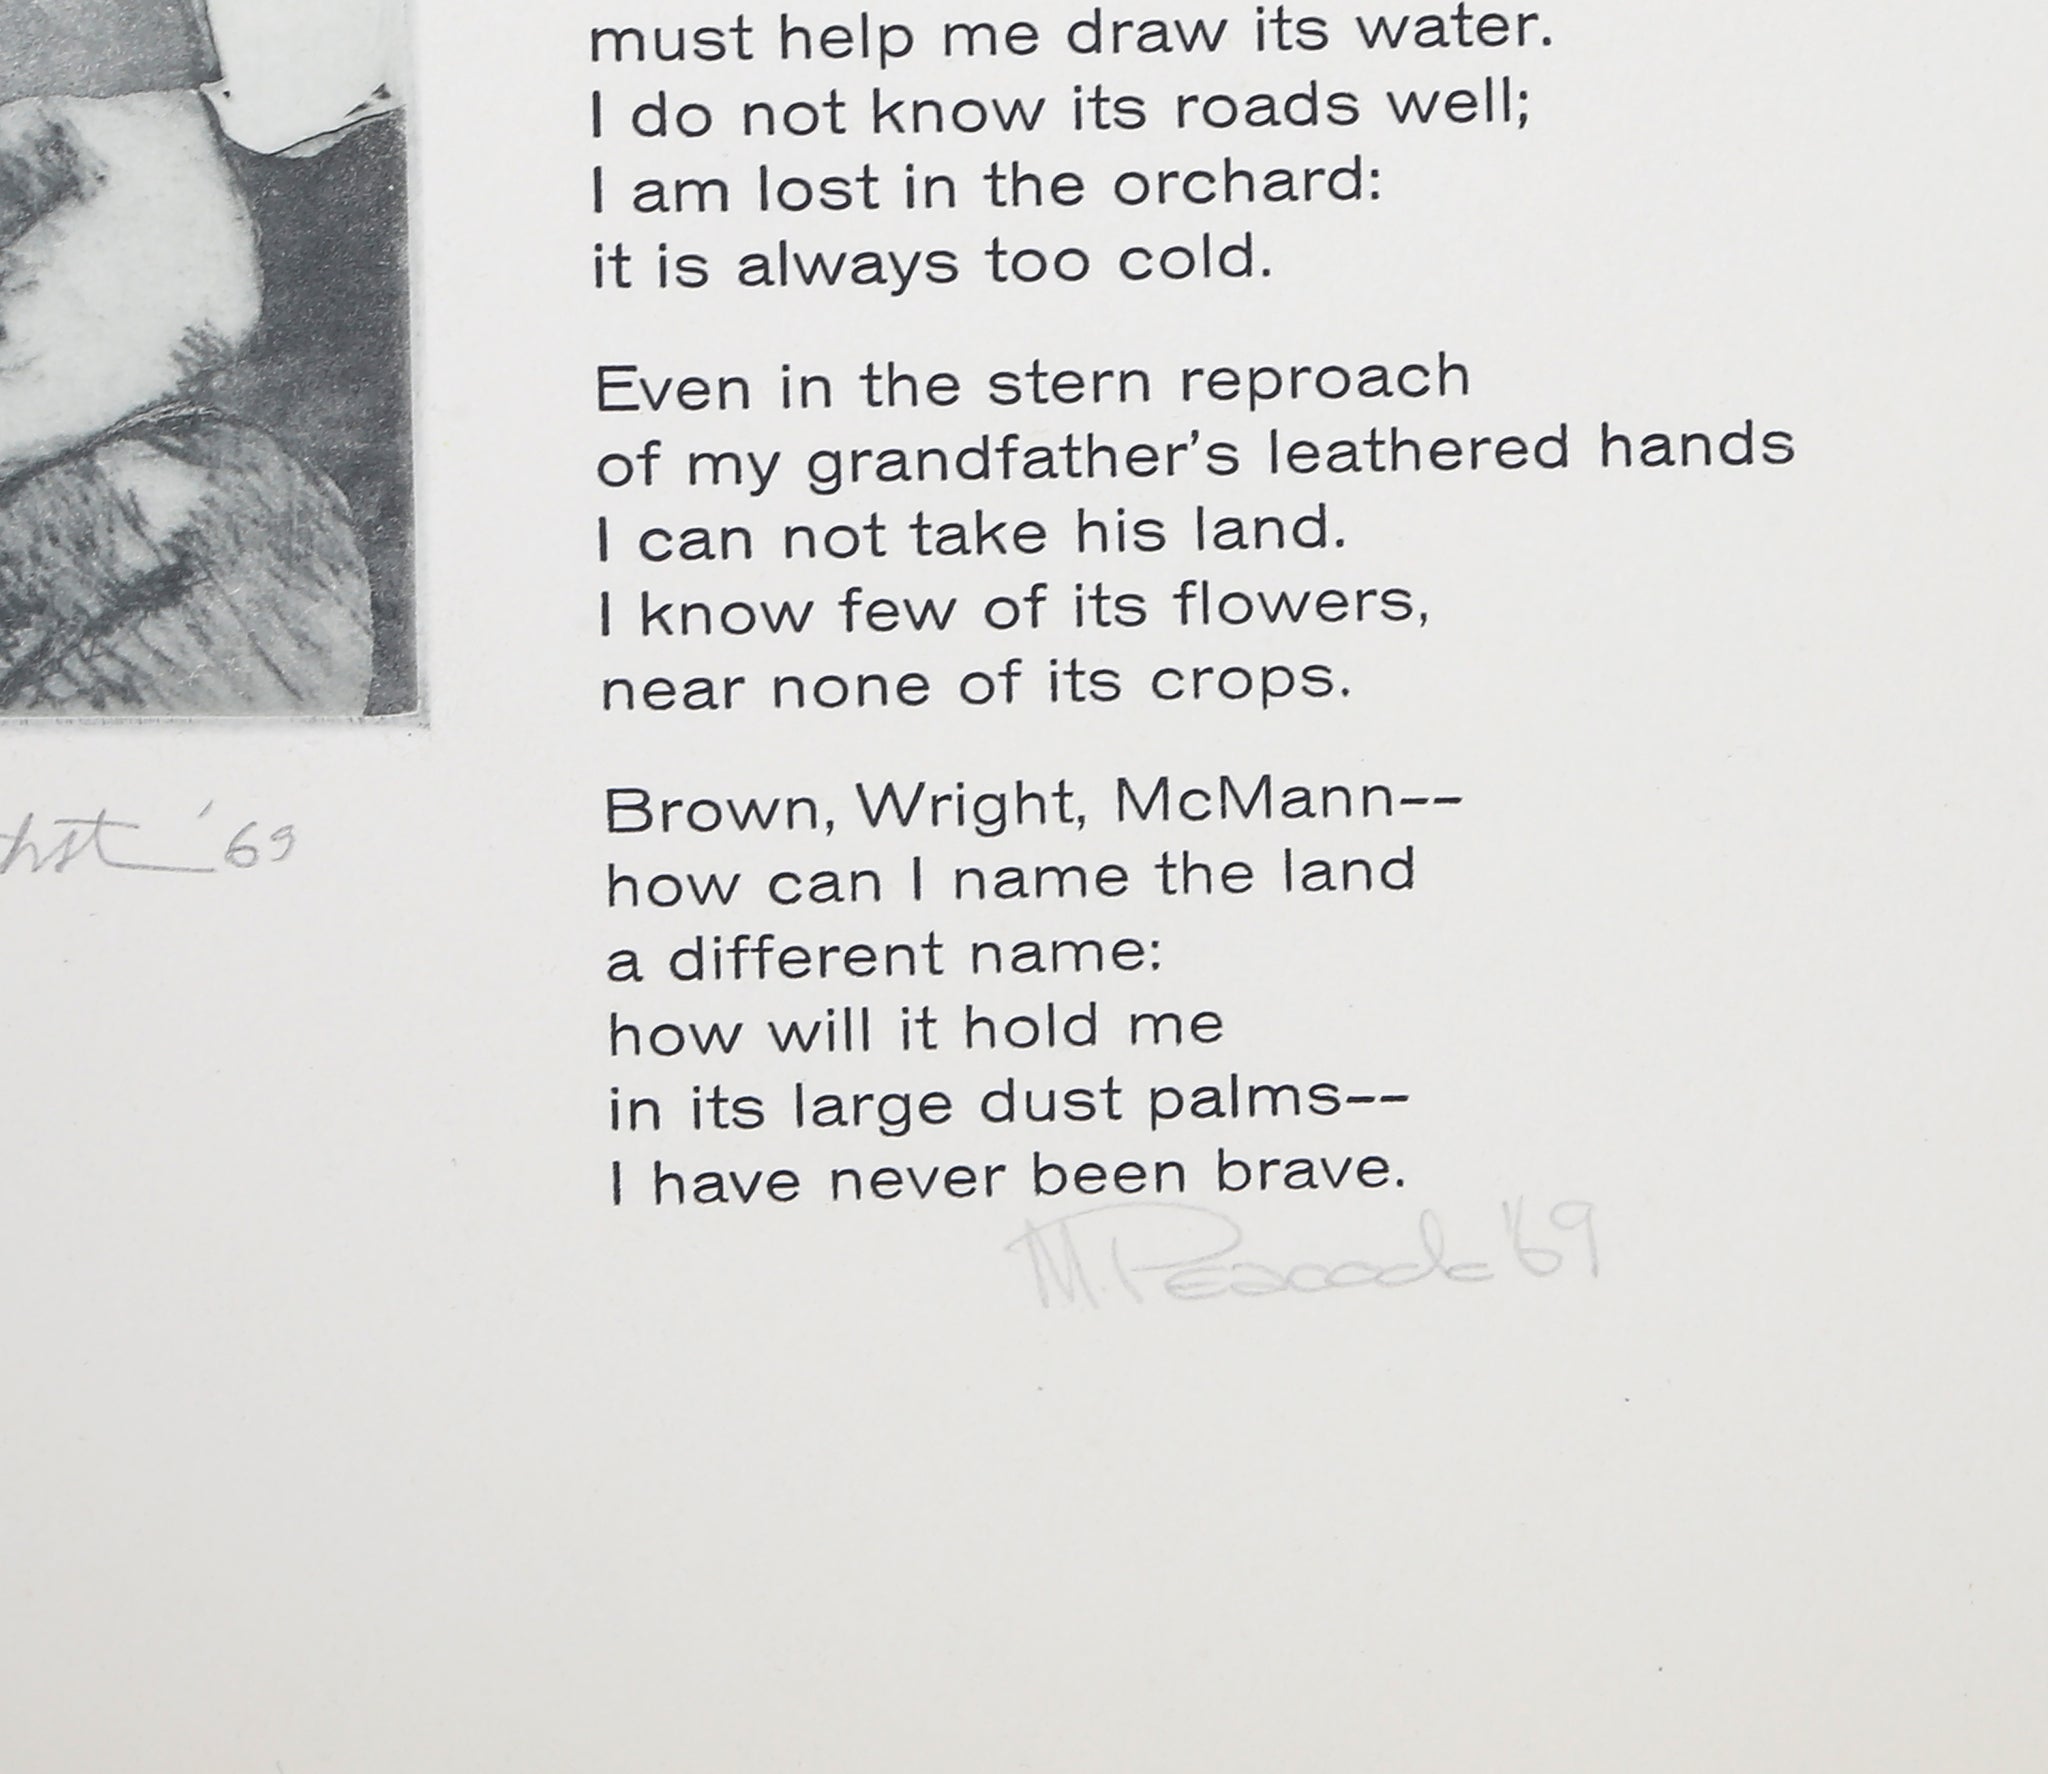 must help me draw its water.
I do not know its roads well;
I am lost in the orchard:
it is always too cold.
Even in the stern reproach
of my grandfather's leathered hands
I can not take his land.
I know few of its flowers,
near none of its crops.
Brown, Wright, McMann--
how can I name the land
a different name:
how will it hold me
in its large dust palms--
I have never been brave.
M. Peacock '69
'69